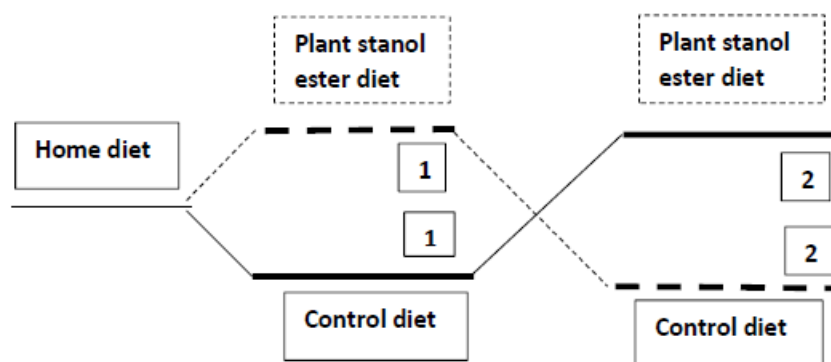 Plant stanol
ester diet
Plant stanol
ester diet
Home diet
1
2
1
2
Control diet
Control diet